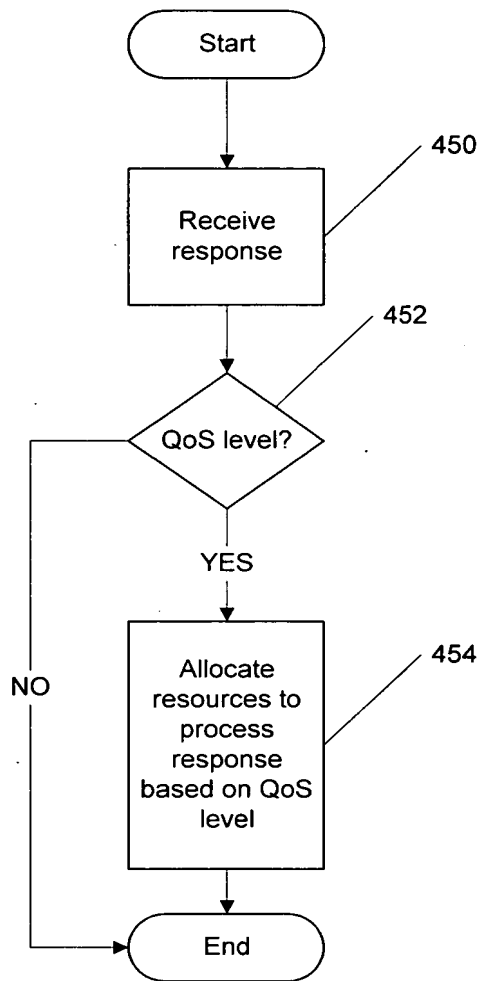 Start
450
Receive
response
452
QoS level?
YES
NO
454
Allocate
resources to
process
response
based on QoS
level
End